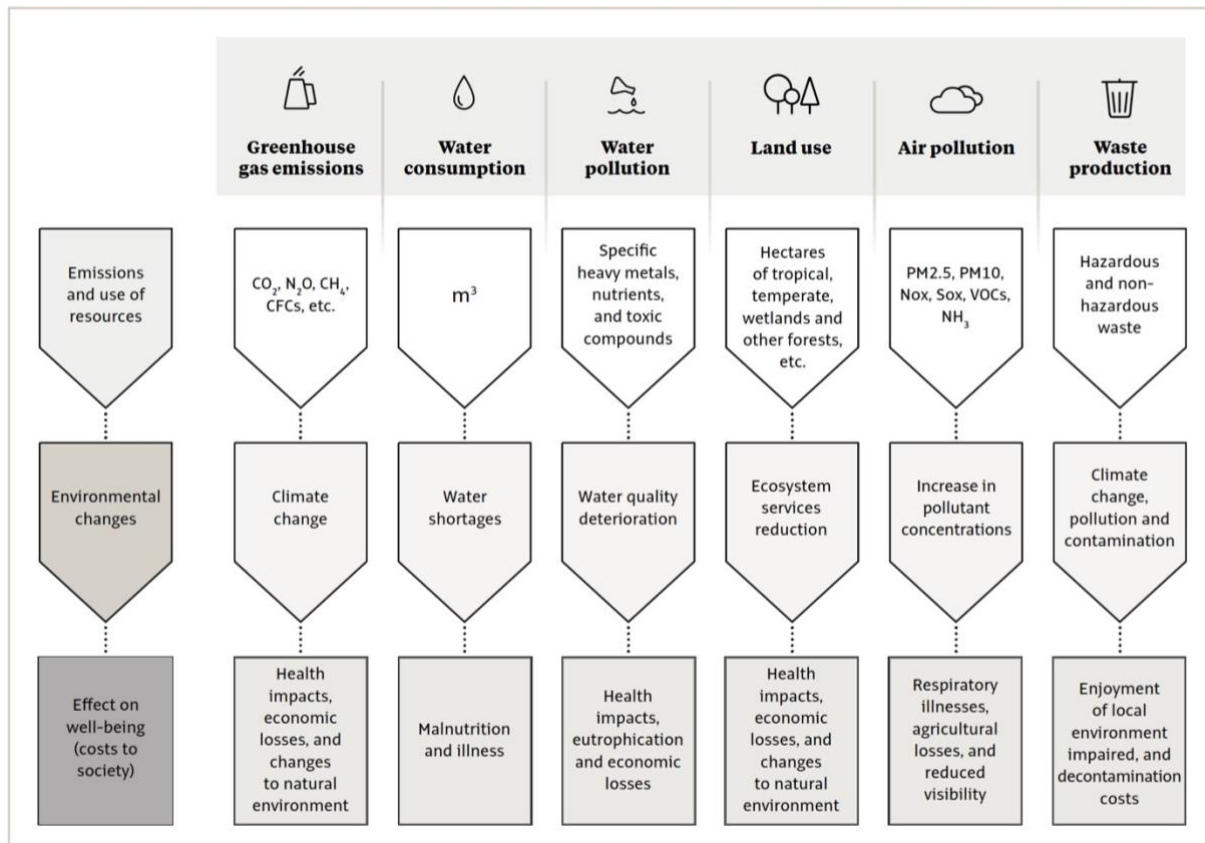 Greenhouse
gas emissions
Water
consumption
Water
pollution
Land use
Air pollution
Waste
production
Emissions
and use of
resources
CO₂, N₂O, CH₄,
CFCs, etc.
m³
Specific
heavy metals,
nutrients,
and toxic
compounds
Hectares
of tropical,
temperate,
wetlands and
other forests,
etc.
PM2.5, PM10,
Nox, Sox, VOCs,
NH₃
Hazardous
and non-
hazardous
waste
Environmental
changes
Climate
change
Water
shortages
Water quality
deterioration
Ecosystem
services
reduction
Increase in
pollutant
concentrations
Climate
change,
pollution and
contamination
Effect on
well-being
(costs to
society)
Health
impacts,
economic
losses, and
changes
to natural
environment
Malnutrition
and illness
Health
impacts,
eutrophication
and economic
losses
Health
impacts,
economic
losses, and
changes
to natural
environment
Respiratory
illnesses,
agricultural
losses, and
reduced
visibility
Enjoyment
of local
environment
impaired, and
decontamination
costs